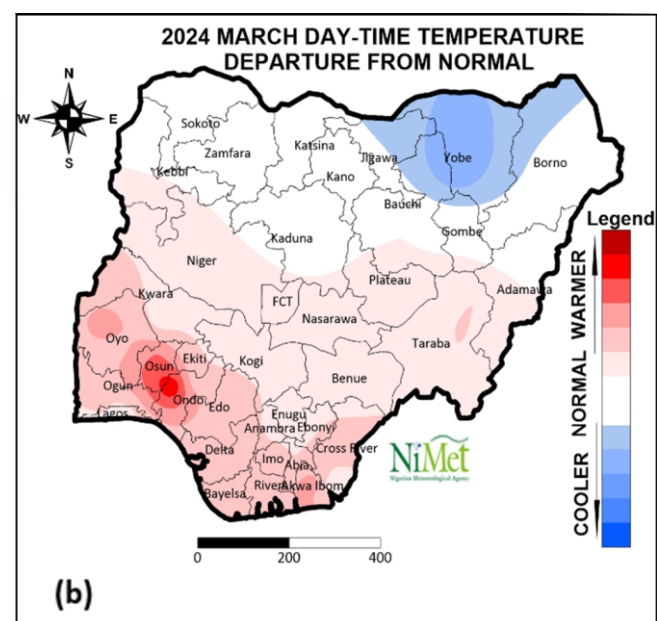 2024 MARCH DAY-TIME TEMPERATURE
DEPARTURE FROM NORMAL
N
W E
S
Sokoto
Zamfara
Katsina
Jigawa
Yobe
Borno
Kebbi
Kano
Bauchi
Gombe
Kaduna
Niger
Plateau
Adamawa
Kwara
FCT
Nasarawa
Taraba
Oyo
Osun
Ekiti
Kogi
Benue
Ogun
Ondo
Edo
Lagos
Enugu
Anambra
Ebonyi
Delta
Imo
Abia
Cross River
Bayelsa
Rivers
Akwa Ibom
Legend
COOLER NORMAL WARMER
NiMet
Nigerian Meteorological Agency
0 200 400
(b)